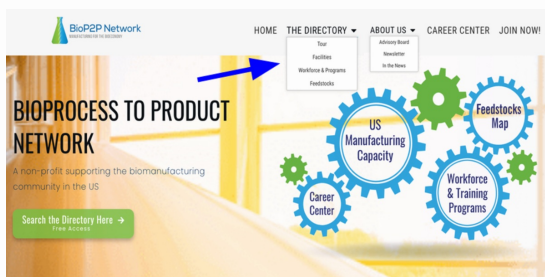 BioP2P Network
MANUFACTURING FOR THE BIOECONOMY
HOME THE DIRECTORY ABOUT US CAREER CENTER JOIN NOW!
Tour
Facilities
Workforce & Programs
Feedstocks
Advisory Board
Newsletter
In the News
BIOPROCESS TO PRODUCT
NETWORK
A non-profit supporting the biomanufacturing
community in the US
Search the Directory Here →
Free Access
US
Manufacturing
Capacity
Feedstocks
Map
Career
Center
Workforce
& Training
Programs